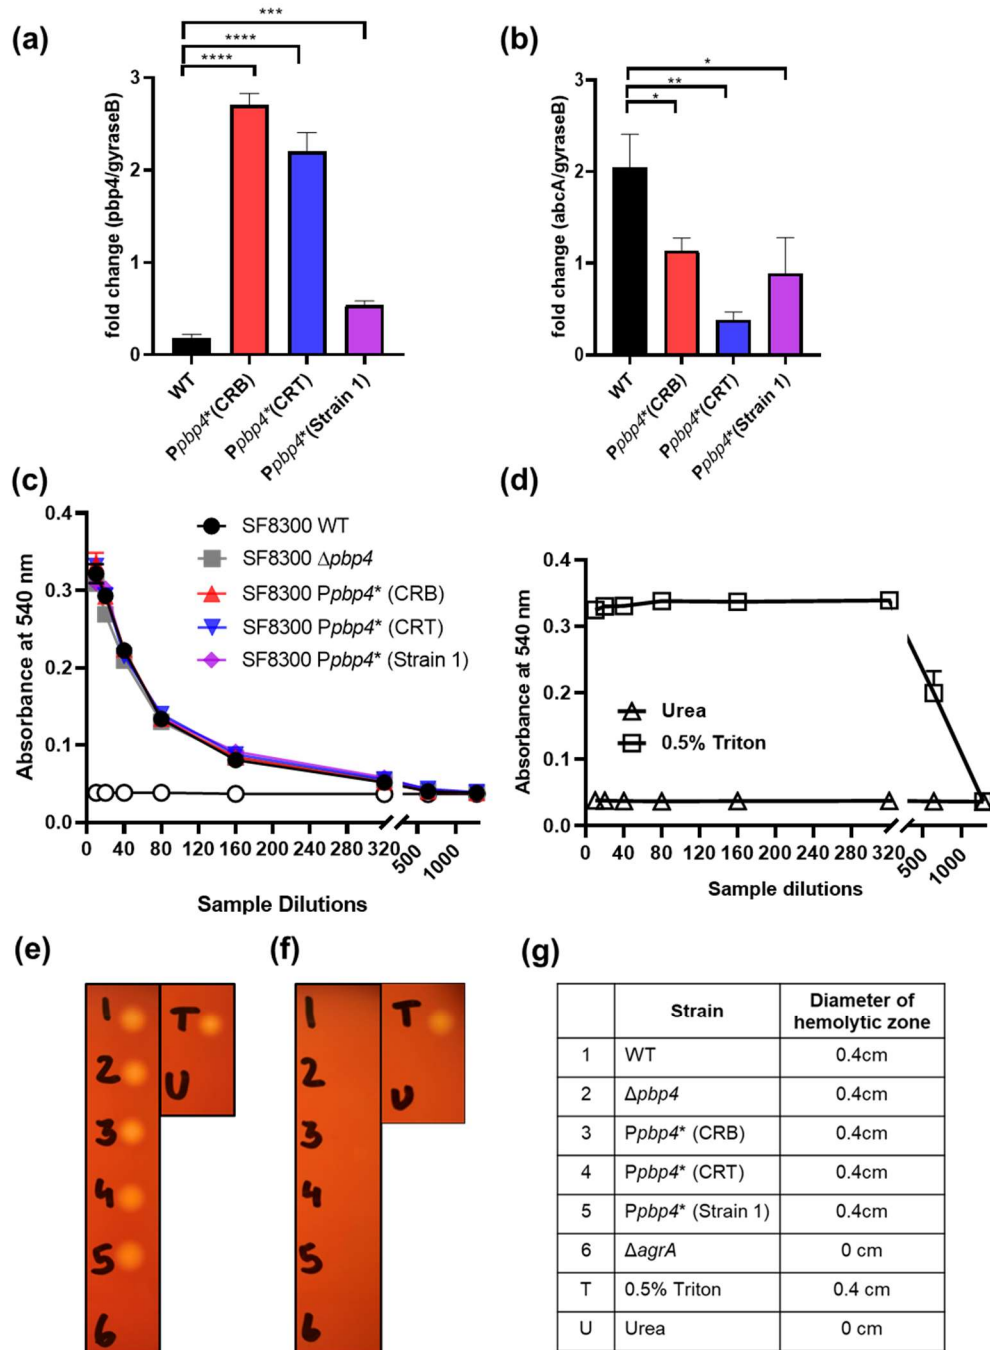 (a)
***
****
****
fold change (pbp4/gyraseB)
3
2
1
0
WT
Ppbp4*(CRB)
Ppbp4*(CRT)
Ppbp4*(Strain 1)
(b)
*
**
*
fold change (abcA/gyraseB)
3
2
1
0
WT
Ppbp4*(CRB)
Ppbp4*(CRT)
Ppbp4*(Strain 1)
(c)
Absorbance at 540 nm
0.4
0.3
0.2
0.1
0.0
SF8300 WT
SF8300 Δpbp4
SF8300 Ppbp4* (CRB)
SF8300 Ppbp4* (CRT)
SF8300 Ppbp4* (Strain 1)
0 40 80 120 160 200 240 280 320 500 1000
Sample Dilutions
(d)
Absorbance at 540 nm
0.4
0.3
0.2
0.1
0.0
Urea
0.5% Triton
0 40 80 120 160 200 240 280 320 500 1000
Sample dilutions
(e)
1
2
3
4
5
6
T
U
(f)
1
2
3
4
5
6
T
U
(g)
Strain Diameter of
hemolytic zone
1 WT 0.4cm
2 Δpbp4 0.4cm
3 Ppbp4* (CRB) 0.4cm
4 Ppbp4* (CRT) 0.4cm
5 Ppbp4* (Strain 1) 0.4cm
6 ΔagrA 0 cm
T 0.5% Triton 0.4 cm
U Urea 0 cm